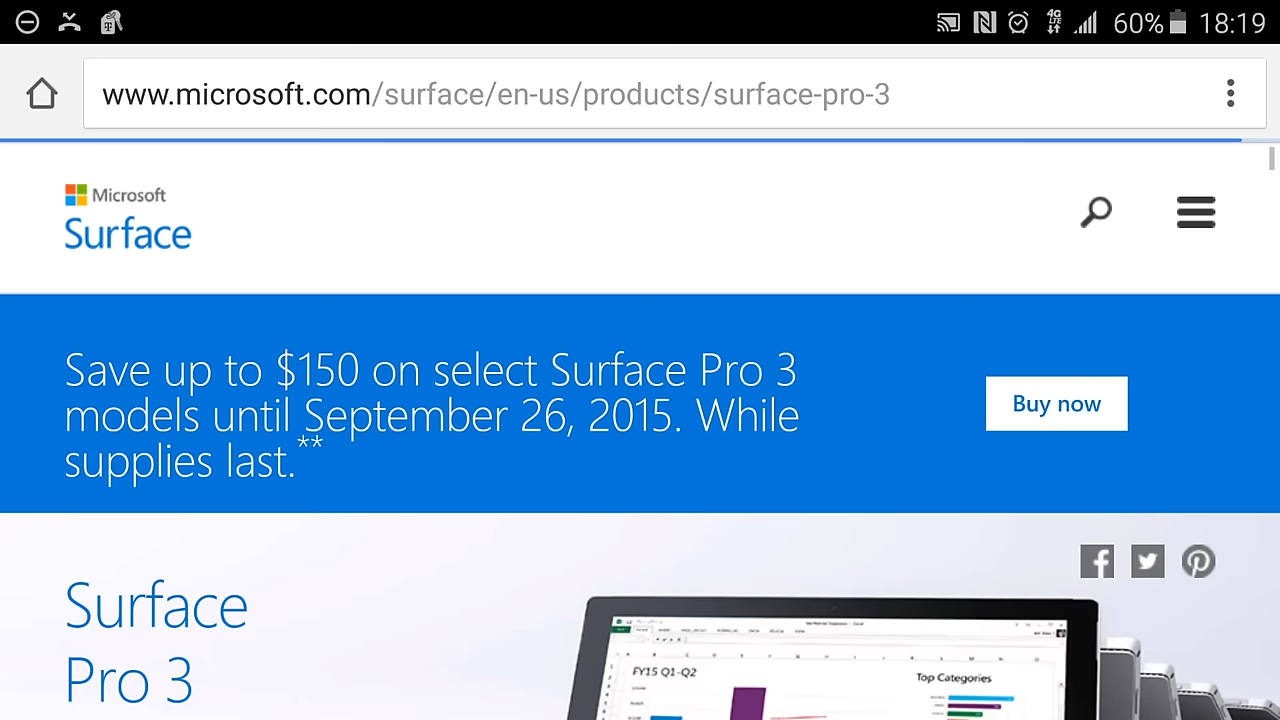 4G
LTE
60%
18:19
www.microsoft.com/surface/en-us/products/surface-pro-3
Microsoft
Surface
Save up to $150 on select Surface Pro 3
models until September 26, 2015. While
supplies last.**
Buy now
Surface
Pro 3
FY15 Q1-Q2
Top Categories